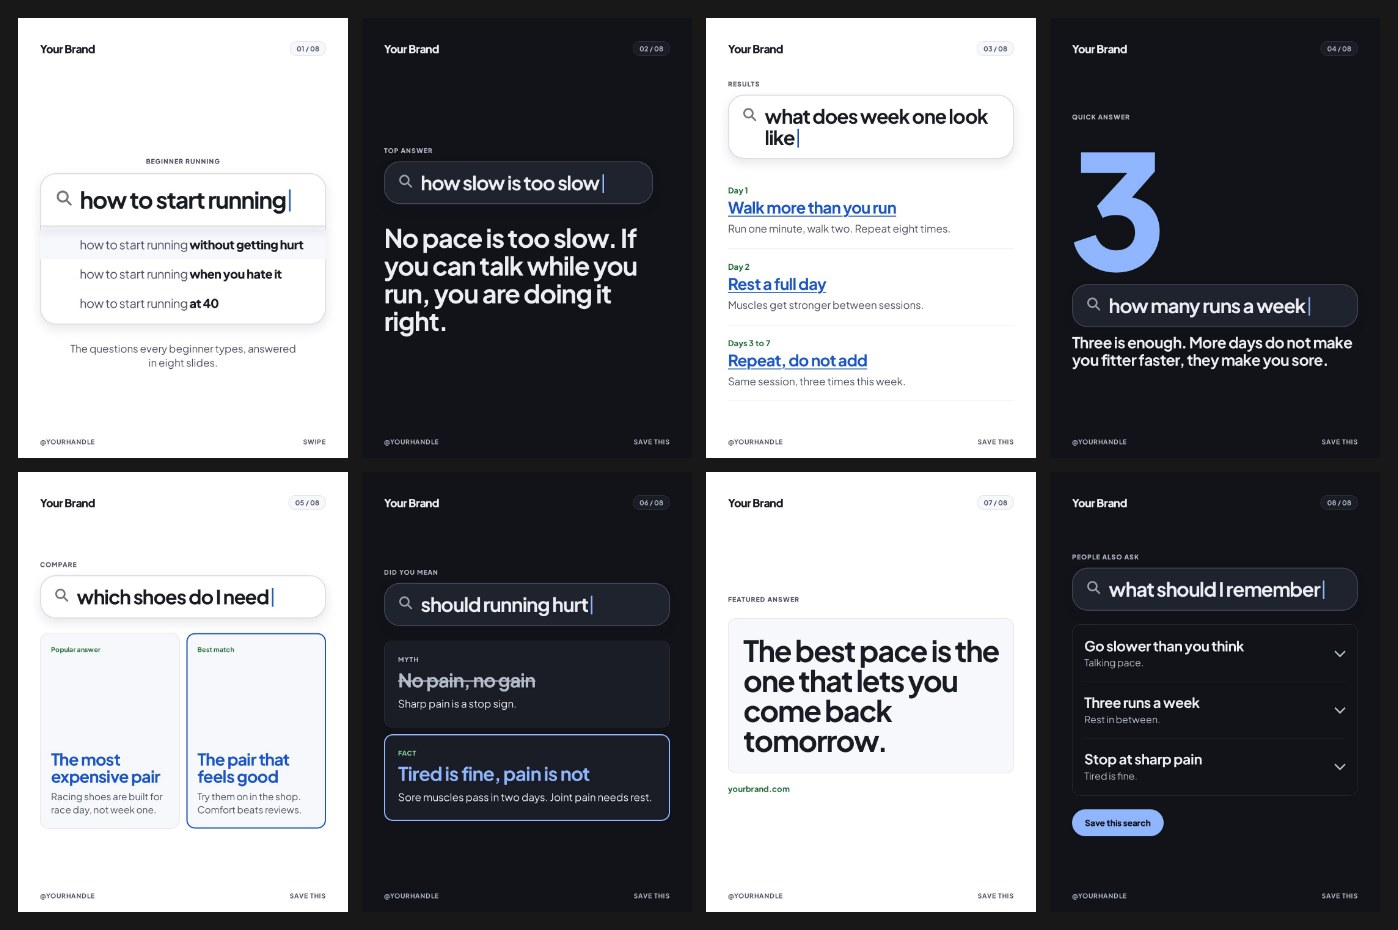 Your Brand
01 / 08
BEGINNER RUNNING
how to start running
how to start running without getting hurt
how to start running when you hate it
how to start running at 40
The questions every beginner types, answered
in eight slides.
@YOURHANDLE
SWIPE
Your Brand
02 / 08
TOP ANSWER
how slow is too slow
No pace is too slow. If
you can talk while you
run, you are doing it
right.
@YOURHANDLE
SAVE THIS
Your Brand
03 / 08
RESULTS
what does week one look
like
Day 1
Walk more than you run
Run one minute, walk two. Repeat eight times.
Day 2
Rest a full day
Muscles get stronger between sessions.
Days 3 to 7
Repeat, do not add
Same session, three times this week.
@YOURHANDLE
SAVE THIS
Your Brand
04 / 08
QUICK ANSWER
3
how many runs a week
Three is enough. More days do not make
you fitter faster, they make you sore.
@YOURHANDLE
SAVE THIS
Your Brand
05 / 08
COMPARE
which shoes do I need
Popular answer
The most
expensive pair
Racing shoes are built for
race day, not week one.
Best match
The pair that
feels good
Try them on in the shop.
Comfort beats reviews.
@YOURHANDLE
SAVE THIS
Your Brand
06 / 08
DID YOU MEAN
should running hurt
MYTH
No pain, no gain
Sharp pain is a stop sign.
FACT
Tired is fine, pain is not
Sore muscles pass in two days. Joint pain needs rest.
@YOURHANDLE
SAVE THIS
Your Brand
07 / 08
FEATURED ANSWER
The best pace is the
one that lets you
come back
tomorrow.
yourbrand.com
@YOURHANDLE
SAVE THIS
Your Brand
08 / 08
PEOPLE ALSO ASK
what should I remember
Go slower than you think
Talking pace.
Three runs a week
Rest in between.
Stop at sharp pain
Tired is fine.
Save this search
@YOURHANDLE
SAVE THIS